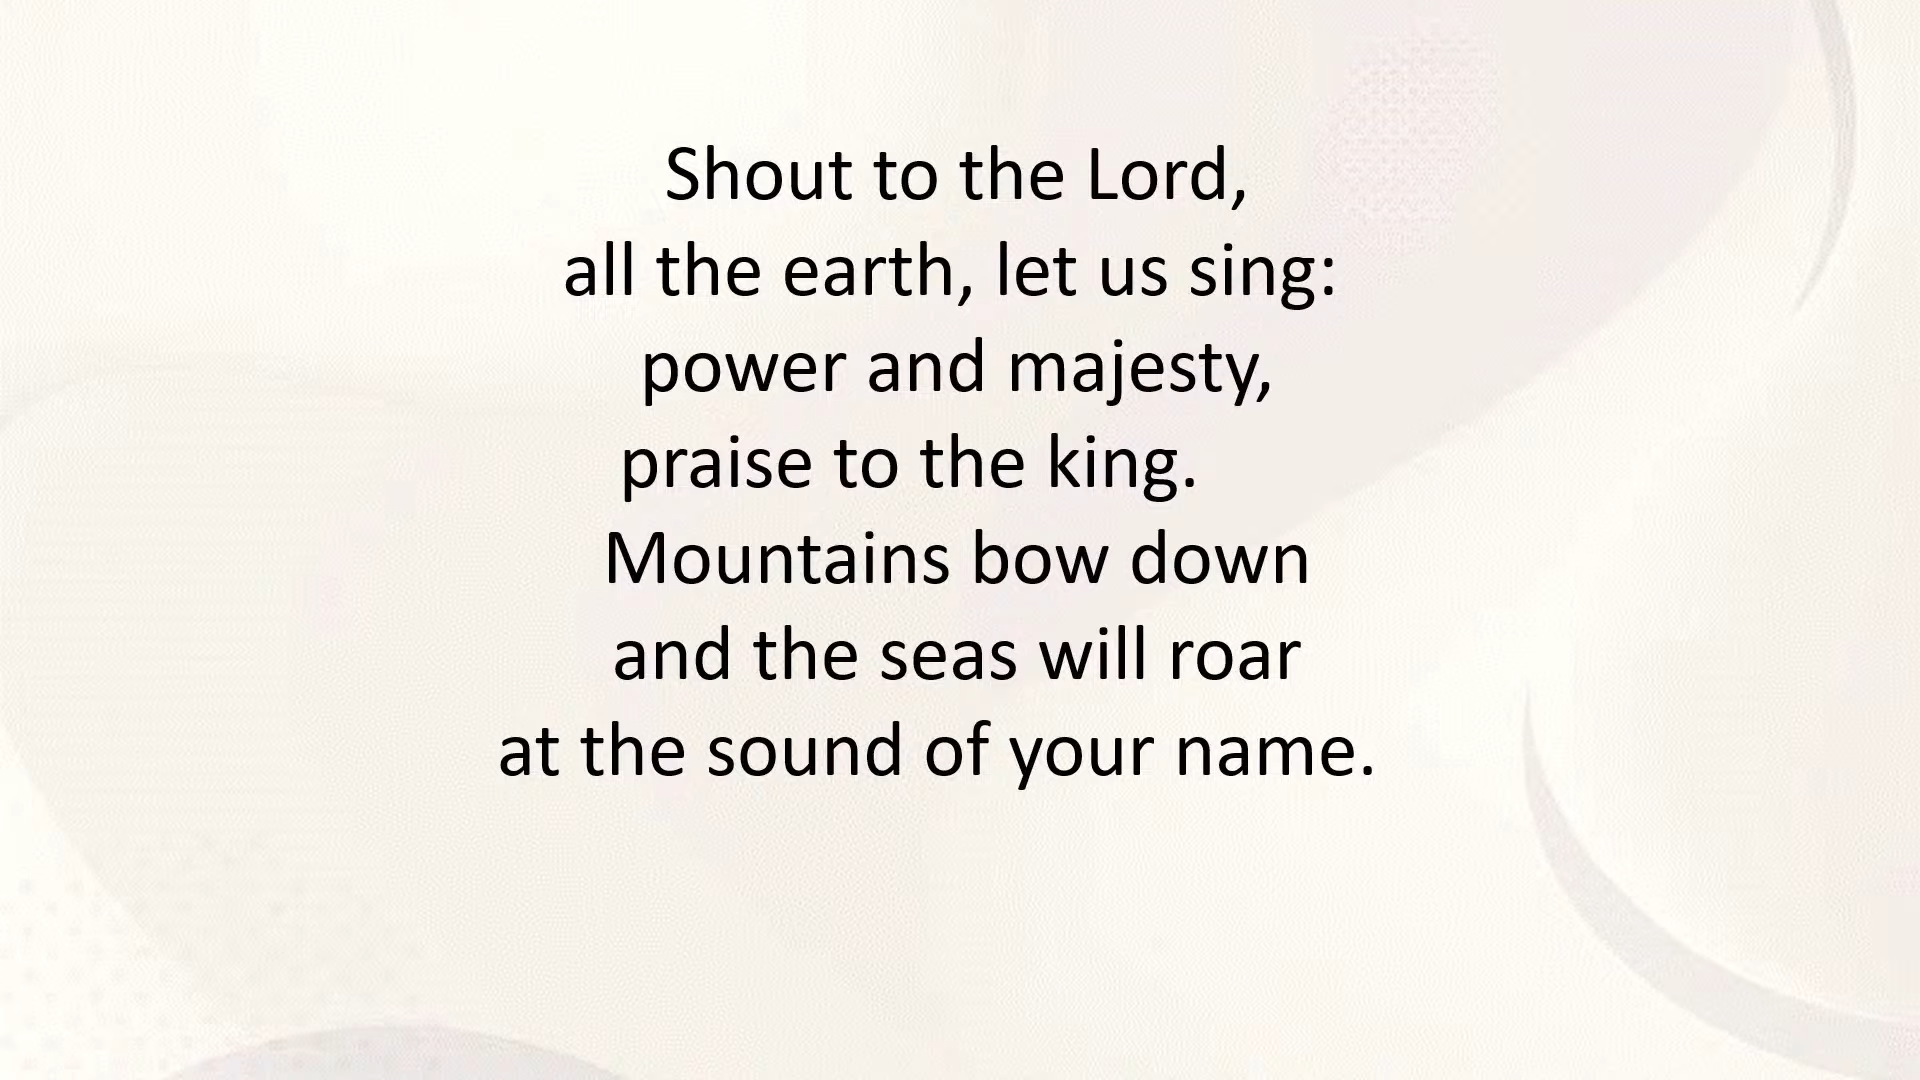 Shout to the Lord,
all the earth, let us sing:
power and majesty,
praise to the king.
Mountains bow down
and the seas will roar
at the sound of your name.